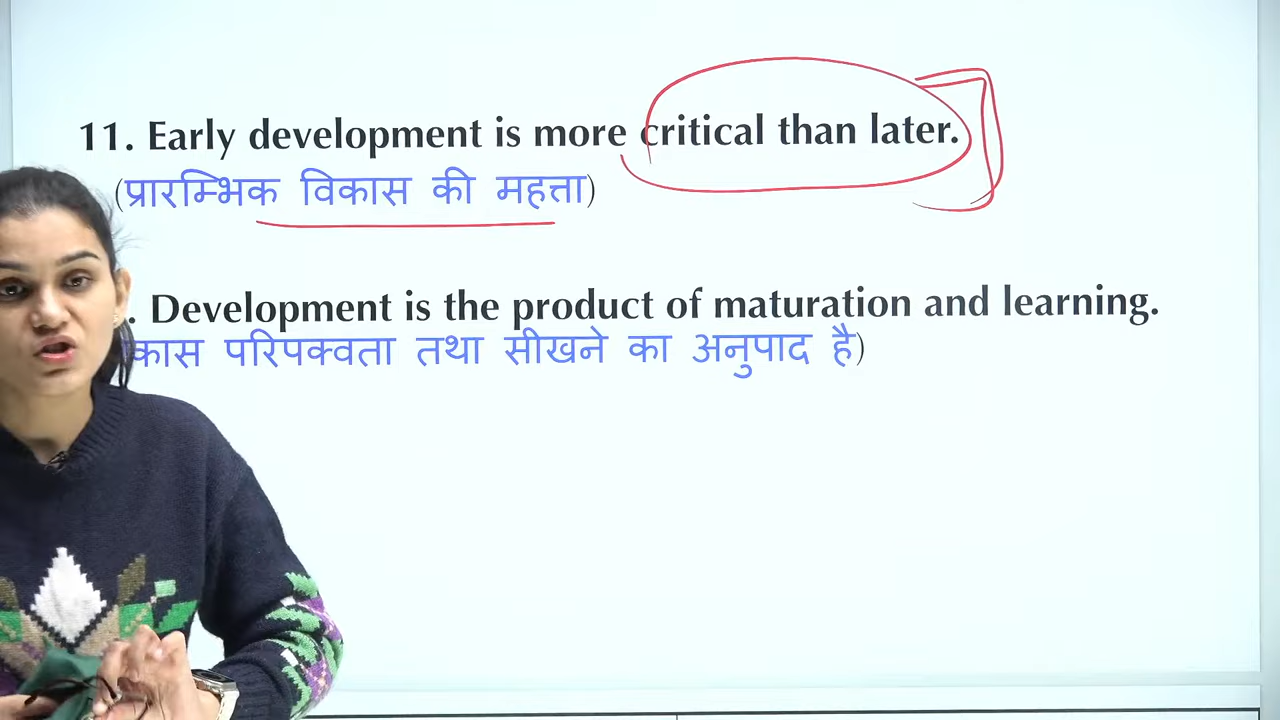 11. Early development is more critical than later.
(प्रारम्भिक विकास की महत्ता)
. Development is the product of maturation and learning.
परिपक्वता तथा सीखने का अनुपाद है)